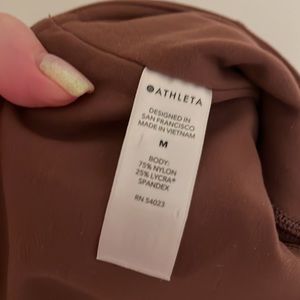 ATHLETA
DESIGNED IN
SAN FRANCISCO
MADE IN VIETNAM
M
BODY:
75% NYLON
25% LYCRA®
SPANDEX
RN 54023